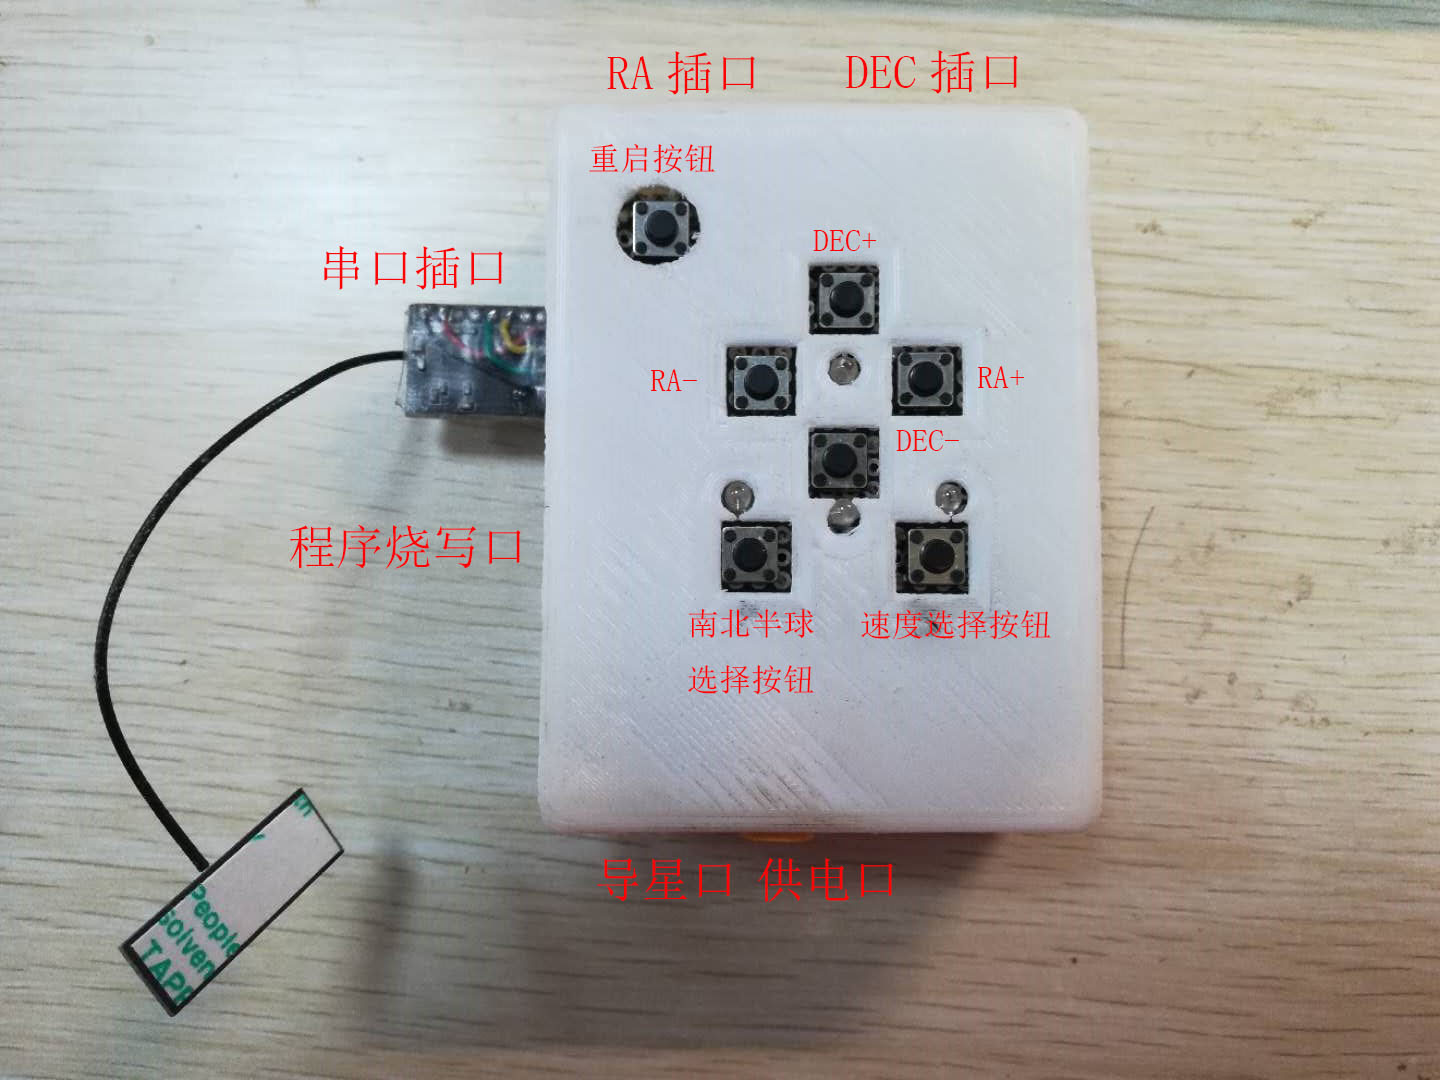 RA 插口
DEC 插口
重启按钮
DEC+
串口插口
RA-
RA+
DEC-
程序烧写口
南北半球
选择按钮
速度选择按钮
导星口
供电口
People
solven
TAP